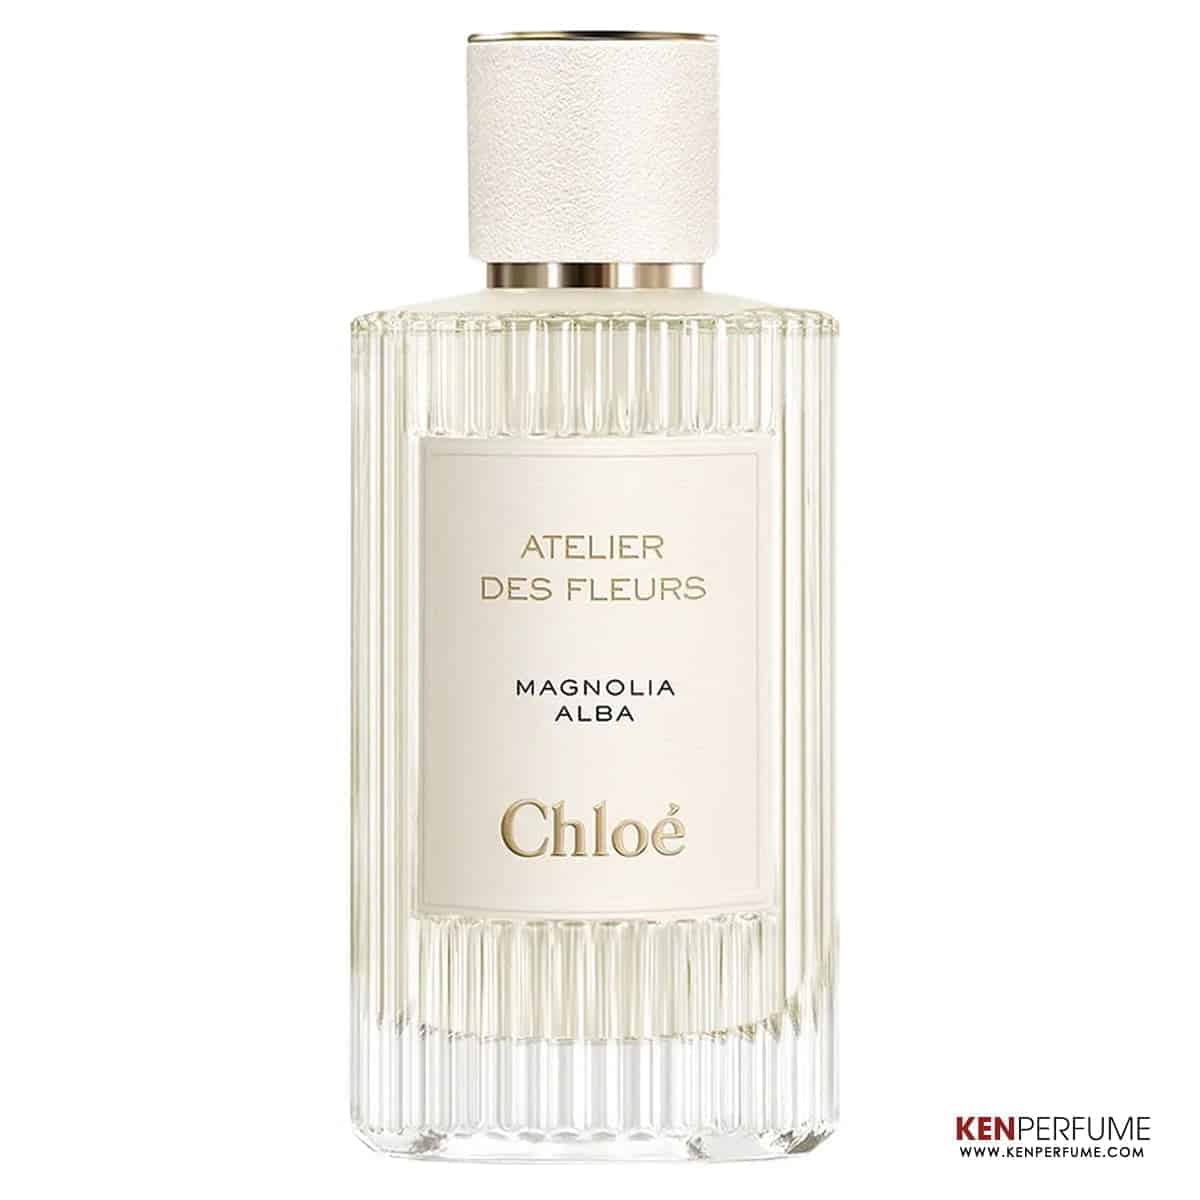 ATELIER
DES FLEURS
MAGNOLIA
ALBA
Chloé
KENPERFUME
WWW.KENPERFUME.COM